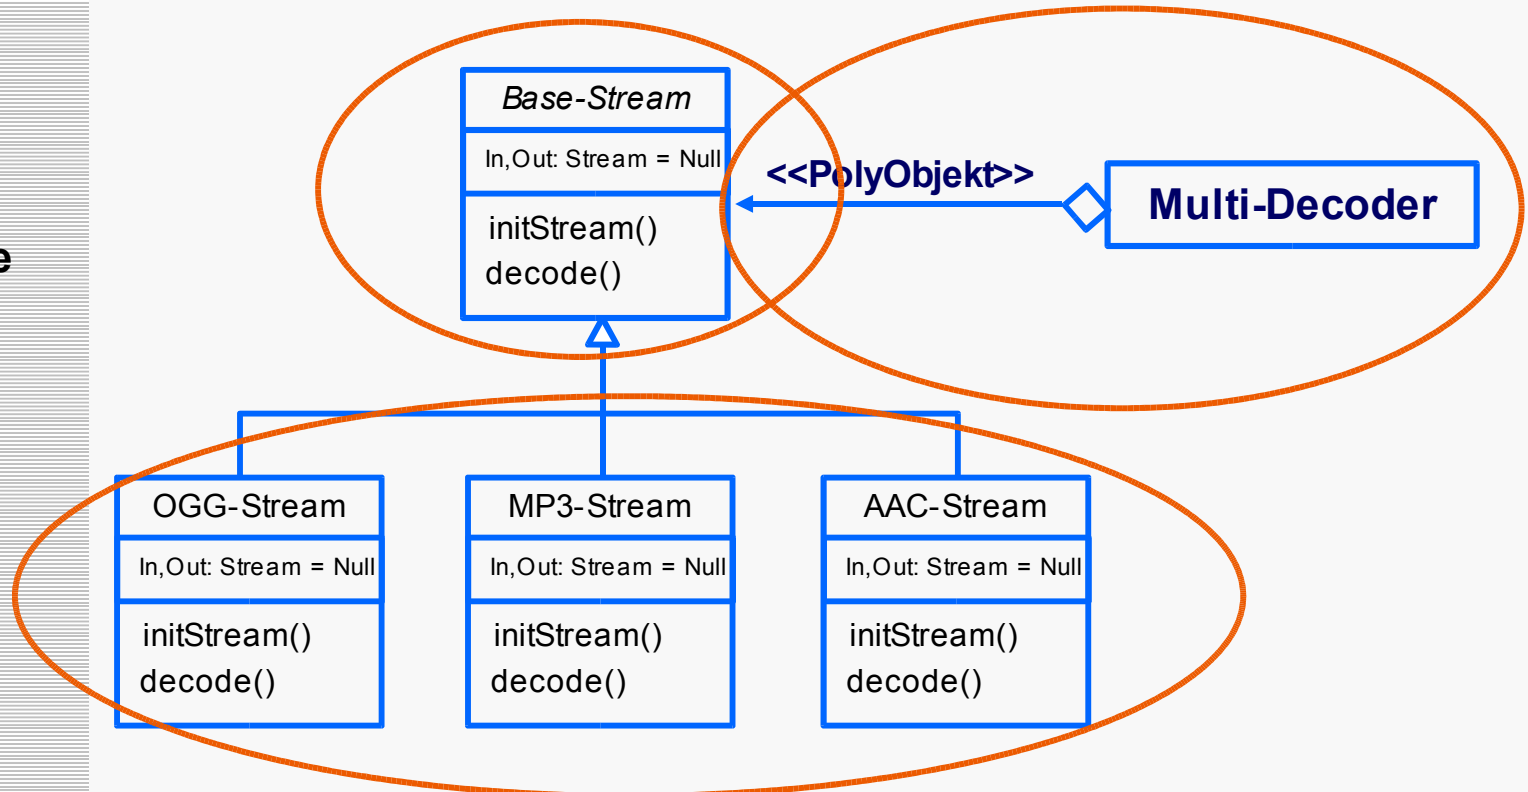 Base-Stream
In,Out: Stream = Null
initStream()
decode()
<<PolyObjekt>>
Multi-Decoder
e
OGG-Stream
In,Out: Stream = Null
initStream()
decode()
MP3-Stream
In,Out: Stream = Null
initStream()
decode()
AAC-Stream
In,Out: Stream = Null
initStream()
decode()